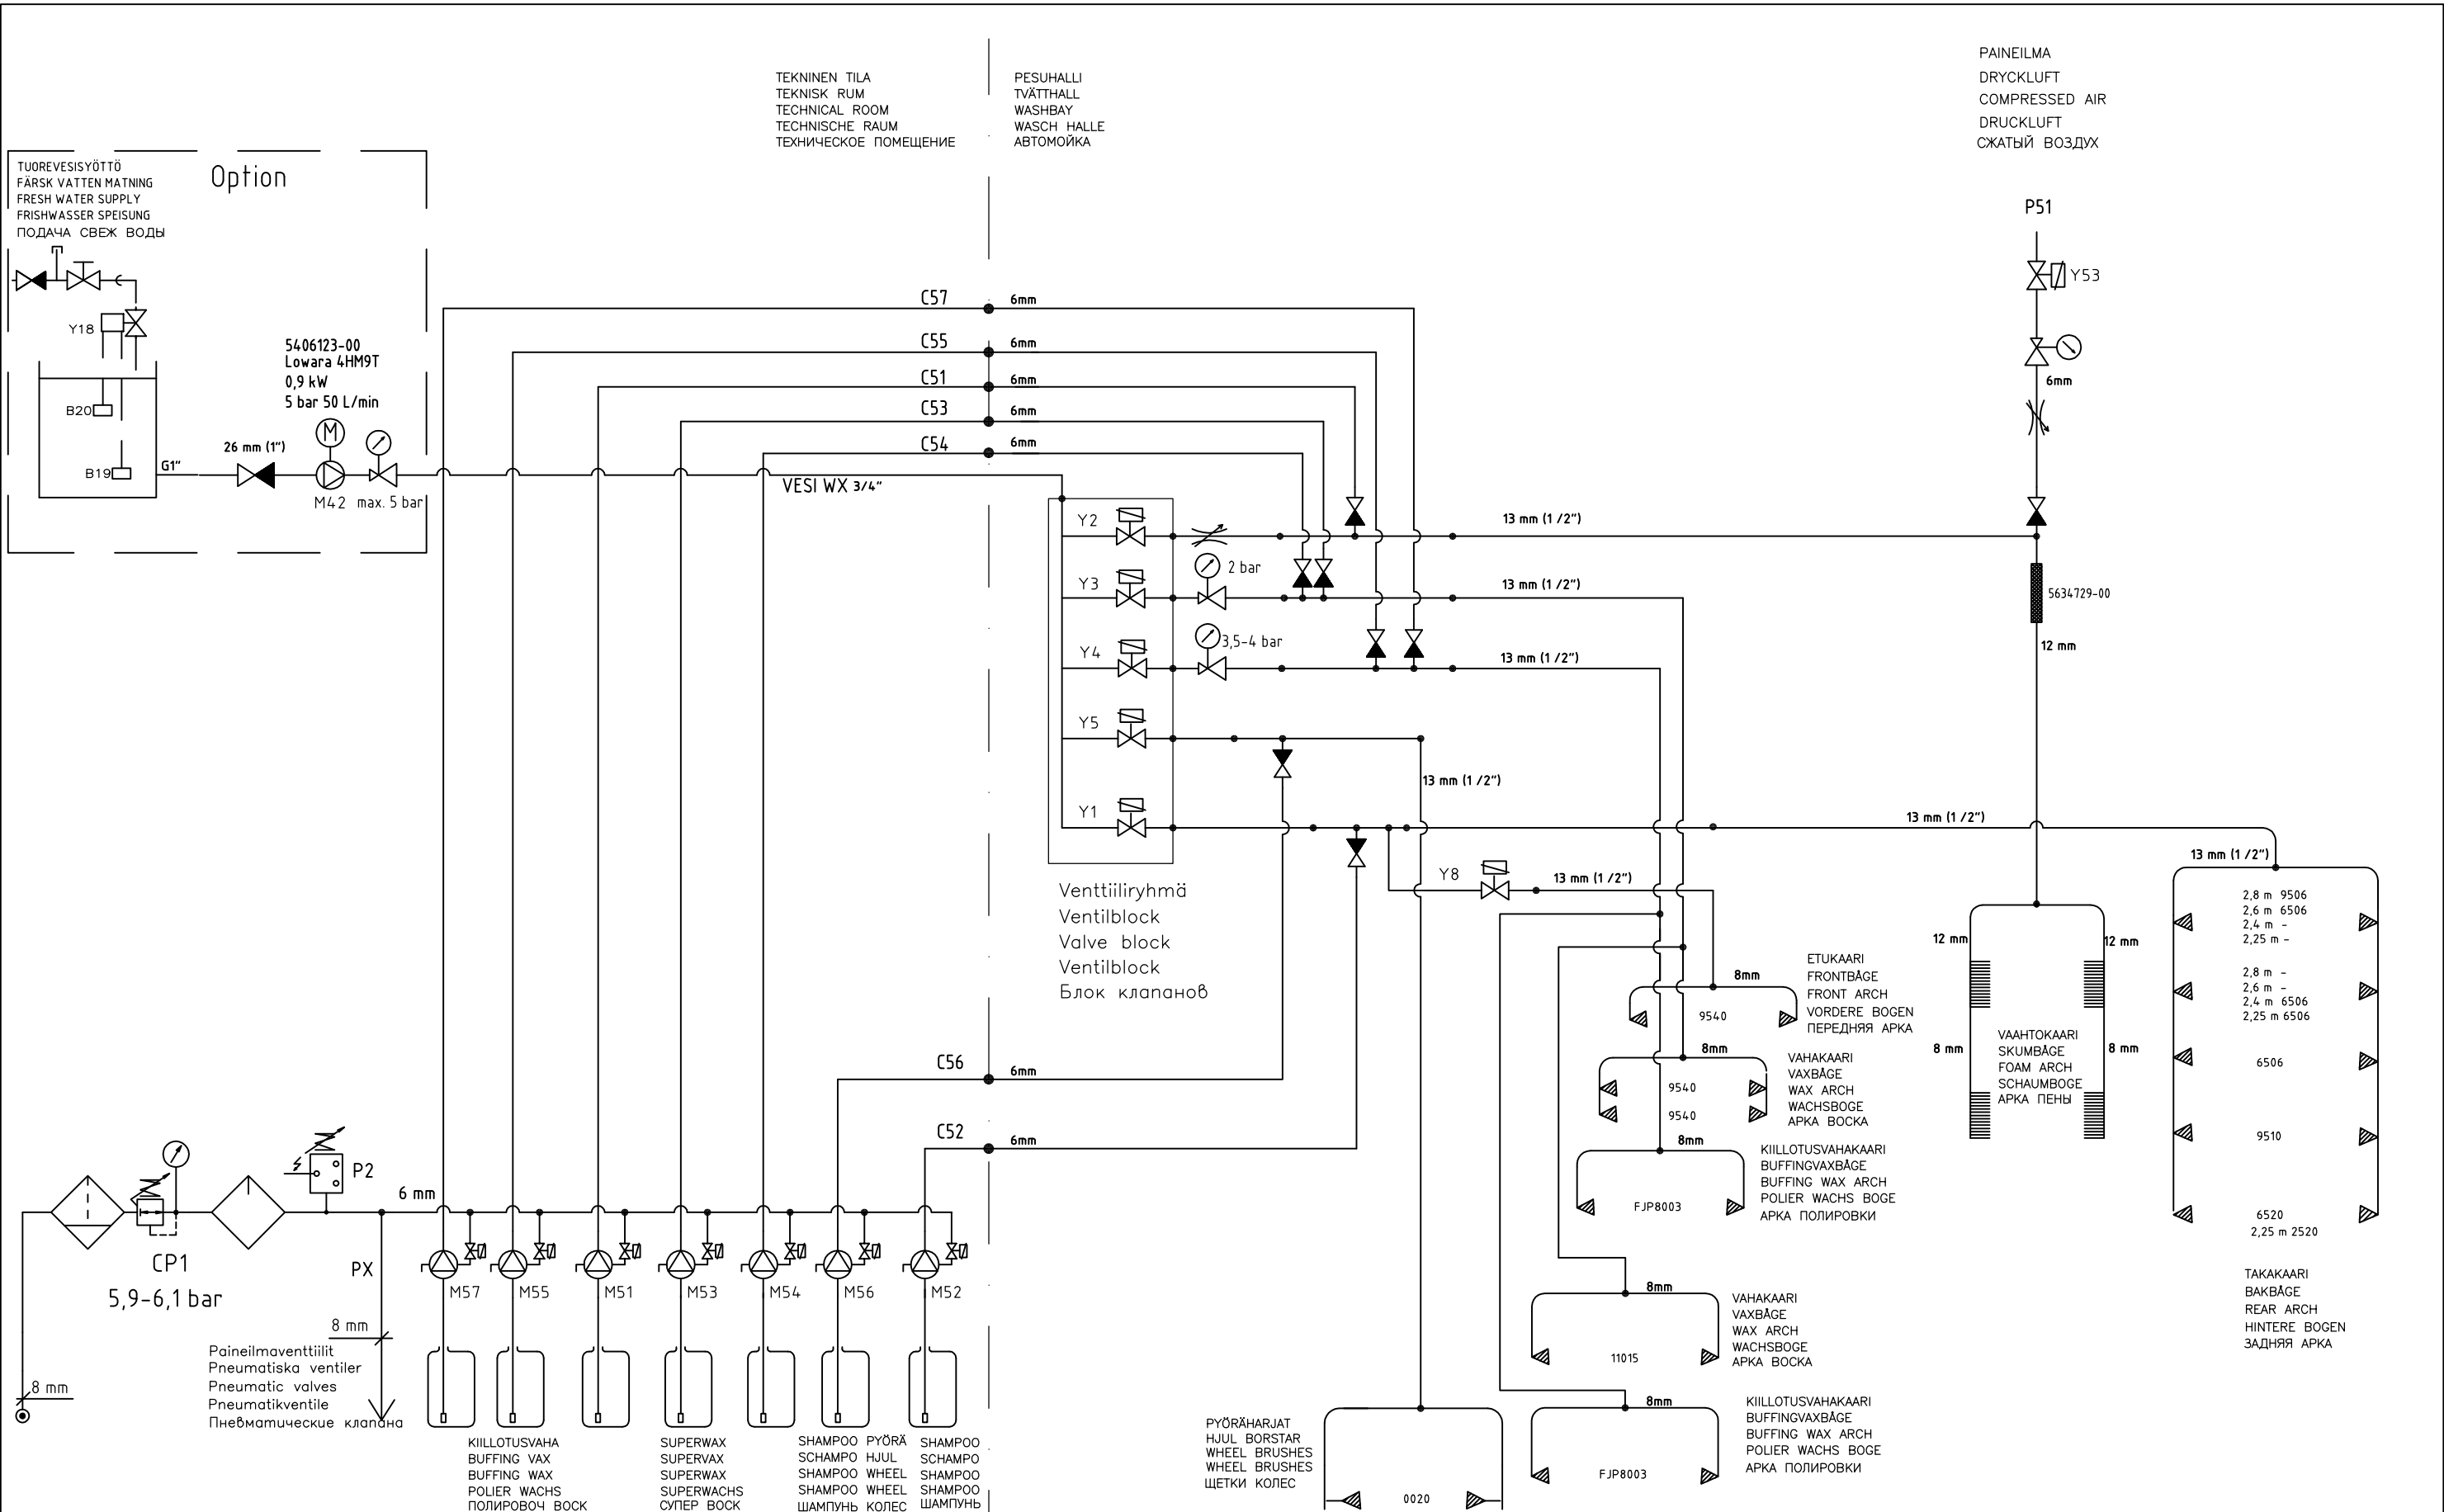 TEKNINEN TILA
TEKNISK RUM
TECHNICAL ROOM
TECHNISCHE RAUM
ТЕХНИЧЕСКОЕ ПОМЕЩЕНИЕ
PESUHALLI
TVÄTTHALL
WASHBAY
WASCH HALLE
АВТОМОЙКА
PAINEILMA
DRYCKLUFT
COMPRESSED AIR
DRUCKLUFT
СЖАТЫЙ ВОЗДУХ
TUOREVESISYÖTTÖ
FÄRSK VATTEN MATNING
FRESH WATER SUPPLY
FRISHWASSER SPEISUNG
ПОДАЧА СВЕЖ ВОДЫ
Option
Y18
B20
B19
G1"
26 mm (1")
5406123-00
Lowara 4HM9T
0,9 kW
5 bar 50 L/min
M
M42
max. 5 bar
C57
6mm
C55
6mm
C51
6mm
C53
6mm
C54
6mm
VESI WX 3/4"
P51
Y53
6mm
5634729-00
12 mm
Y2
13 mm (1 /2")
Y3
2 bar
13 mm (1 /2")
Y4
3,5-4 bar
13 mm (1 /2")
Y5
13 mm (1 /2")
Y1
13 mm (1 /2")
13 mm (1 /2")
Y8
13 mm (1 /2")
Venttiiliryhmä
Ventilblock
Valve block
Ventilblock
Блок клапанов
2,8 m 9506
2,6 m 6506
2,4 m -
2,25 m -
2,8 m -
2,6 m -
2,4 m 6506
2,25 m 6506
6506
9510
6520
2,25 m 2520
TAKAKAARI
BAKBÅGE
REAR ARCH
HINTERE BOGEN
ЗАДНЯЯ АРКА
12 mm
12 mm
8 mm
8 mm
VAAHTOKAARI
SKUMBÅGE
FOAM ARCH
SCHAUMBOGE
АРКА ПЕНЫ
8mm
9540
ETUKAARI
FRONTBÅGE
FRONT ARCH
VORDERE BOGEN
ПЕРЕДНЯЯ АРКА
8mm
9540
9540
VAHAKAARI
VAXBÅGE
WAX ARCH
WACHSBOGE
АРКА ВОСКА
8mm
FJP8003
KIILLOTUSVAHAKAARI
BUFFINGVAXBÅGE
BUFFING WAX ARCH
POLIER WACHS BOGE
АРКА ПОЛИРОВКИ
8mm
11015
VAHAKAARI
VAXBÅGE
WAX ARCH
WACHSBOGE
АРКА ВОСКА
8mm
FJP8003
KIILLOTUSVAHAKAARI
BUFFINGVAXBÅGE
BUFFING WAX ARCH
POLIER WACHS BOGE
АРКА ПОЛИРОВКИ
PYÖRÄHARJAT
HJUL BORSTAR
WHEEL BRUSHES
WHEEL BRUSHES
ЩЕТКИ КОЛЕС
0020
C56
6mm
C52
6mm
P2
6 mm
CP1
5,9-6,1 bar
PX
8 mm
8 mm
Paineilmaventtiilit
Pneumatiska ventiler
Pneumatic valves
Pneumatikventile
Пневматические клапана
M57
M55
M51
M53
M54
M56
M52
KIILLOTUSVAHA
BUFFING VAX
BUFFING WAX
POLIER WACHS
ПОЛИРОВОЧ ВОСК
SUPERWAX
SUPERVAX
SUPERWAX
SUPERWACHS
СУПЕР ВОСК
SHAMPOO PYÖRÄ
SCHAMPO HJUL
SHAMPOO WHEEL
SHAMPOO WHEEL
ШАМПУНЬ КОЛЕС
SHAMPOO
SCHAMPO
SHAMPOO
SHAMPOO
ШАМПУНЬ